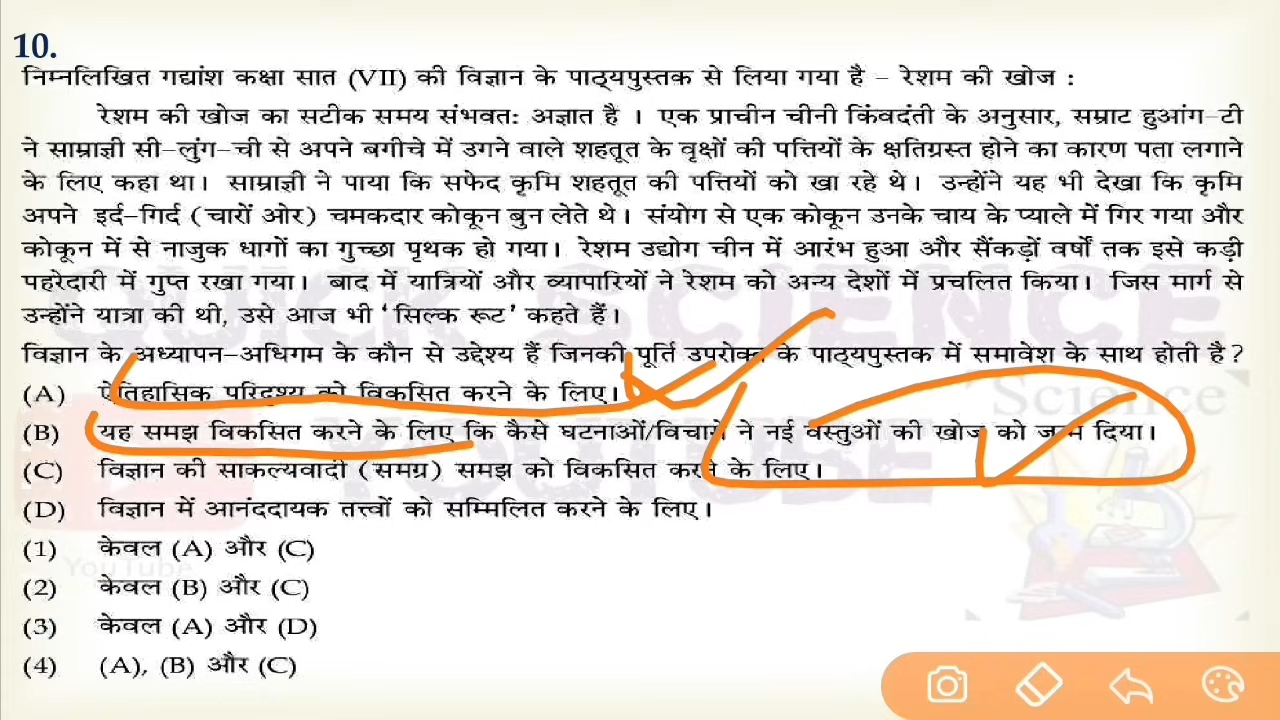 10.
निम्नलिखित गद्यांश कक्षा सात (VII) की विज्ञान के पाठ्यपुस्तक से लिया गया है – रेशम की खोज :
रेशम की खोज का सटीक समय संभवत: अज्ञात है । एक प्राचीन चीनी किंवदंती के अनुसार, सम्राट हुआंग-टी
ने साम्राज्ञी सी-लुंग-ची से अपने बगीचे में उगने वाले शहतूत के वृक्षों की पत्तियों के क्षतिग्रस्त होने का कारण पता लगाने
के लिए कहा था। साम्राज्ञी ने पाया कि सफेद कृमि शहतूत की पत्तियों को खा रहे थे। उन्होंने यह भी देखा कि कृमि
अपने इर्द-गिर्द (चारों ओर) चमकदार कोकून बुन लेते थे। संयोग से एक कोकून उनके चाय के प्याले में गिर गया और
कोकून में से नाजुक धागों का गुच्छा पृथक हो गया। रेशम उद्योग चीन में आरंभ हुआ और सैंकड़ों वर्षों तक इसे कड़ी
पहरेदारी में गुप्त रखा गया। बाद में यात्रियों और व्यापारियों ने रेशम को अन्य देशों में प्रचलित किया। जिस मार्ग से
उन्होंने यात्रा की थी, उसे आज भी ‘सिल्क रूट’ कहते हैं।
विज्ञान के अध्यापन-अधिगम के कौन से उद्देश्य हैं जिनकी पूर्ति उपरोक्त के पाठ्यपुस्तक में समावेश के साथ होती है?
(A) ऐतिहासिक परिदृश्य को विकसित करने के लिए।
(B) यह समझ विकसित करने के लिए कि कैसे घटनाओं/विचारों ने नई वस्तुओं की खोज को जन्म दिया।
(C) विज्ञान की साकल्यवादी (समग्र) समझ को विकसित करने के लिए।
(D) विज्ञान में आनंददायक तत्त्वों को सम्मिलित करने के लिए।
(1) केवल (A) और (C)
(2) केवल (B) और (C)
(3) केवल (A) और (D)
(4) (A), (B) और (C)
QUICK SCIENCE
YOUTUBE
Science
YouTube